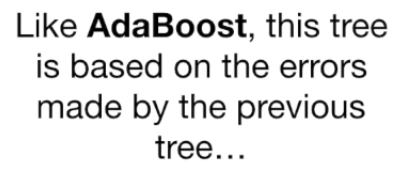 Like AdaBoost, this tree
is based on the errors
made by the previous
tree...